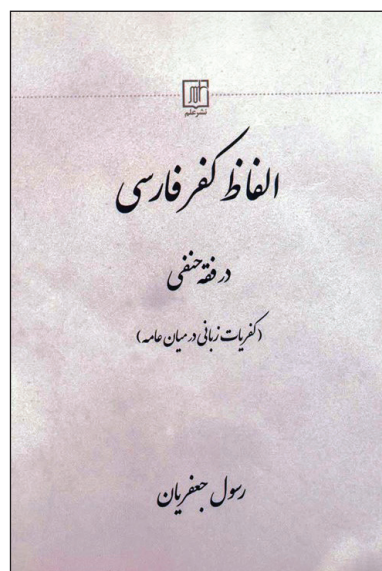 نشر علم
الفاظ کفر فارسی
در فقه حنفی
(کفریات زبانی در میان عامه)
رسول جعفریان